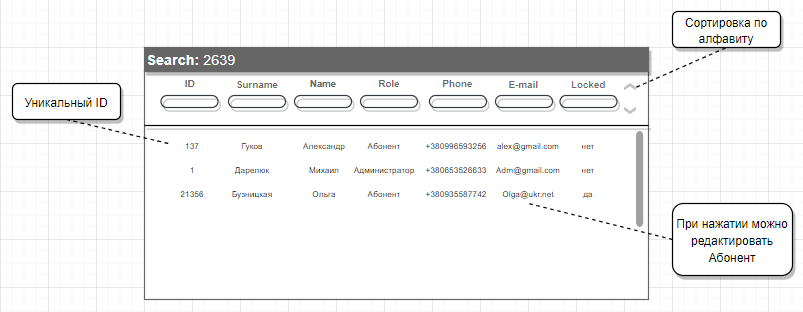 Сортировка по
алфавиту
Search: 2639
ID Surname Name Role Phone E-mail Locked
Уникальный ID
137 Гуков Александр Абонент +380996593256 alex@gmail.com нет
1 Дарелюк Михаил Администратор +380653526633 Adm@gmail.com нет
21356 Бузницкая Ольга Абонент +380935587742 Olga@ukr.net да
При нажатии можно
редактировать
Абонент